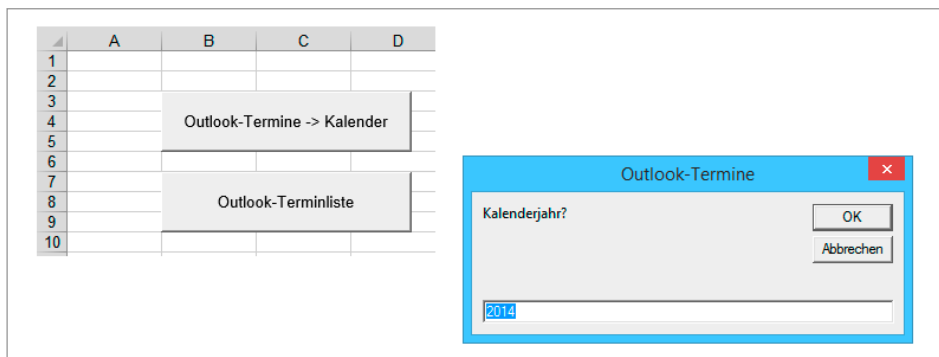 A B C D
1
2
3
4 Outlook-Termine -> Kalender
5
6
7
8 Outlook-Terminliste
9
10
Outlook-Termine
Kalenderjahr?
OK
Abbrechen
2014